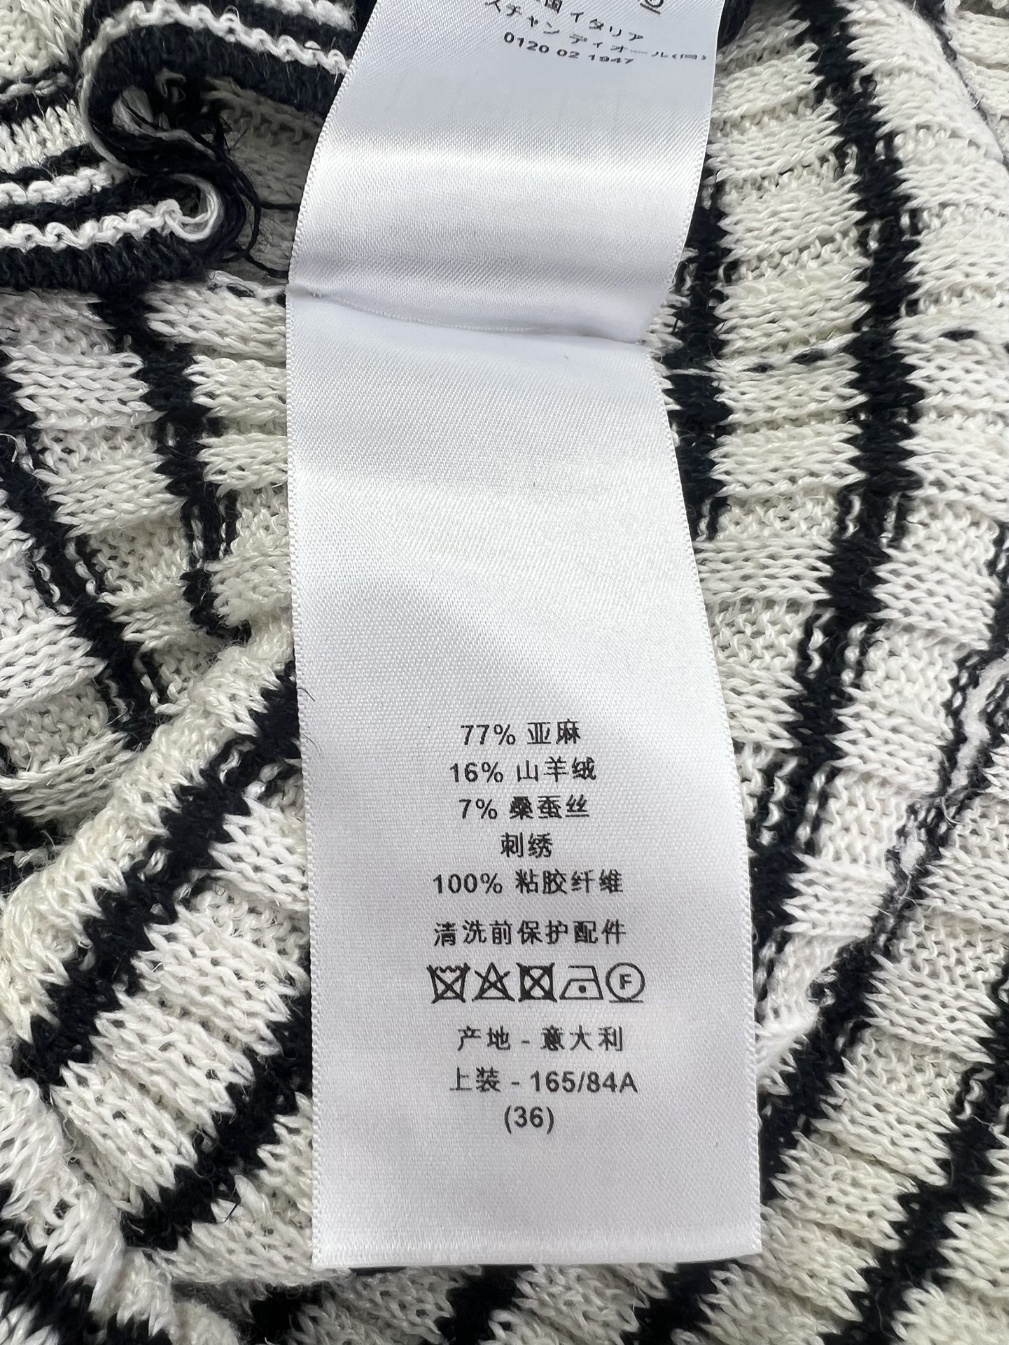 国 イタリア
スチャン ディオール(同)
0120 02 1947
77% 亚麻
16% 山羊绒
7% 桑蚕丝
刺绣
100% 粘胶纤维
清洗前保护配件
F
产地 - 意大利
上装 - 165/84A
(36)